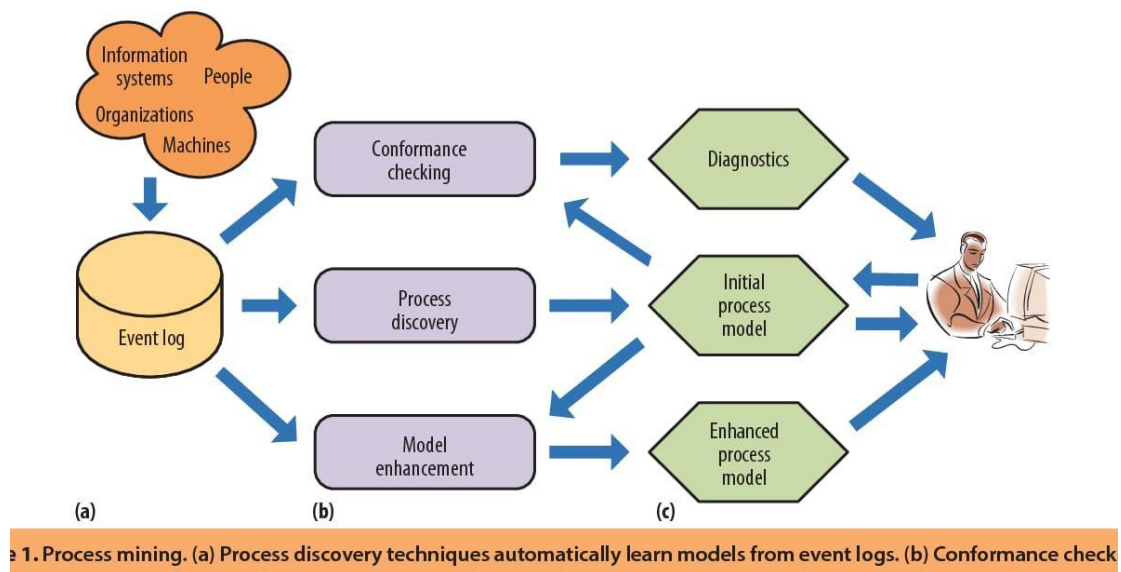 Information
systems
People
Organizations
Machines
Event log
Conformance
checking
Process
discovery
Model
enhancement
Diagnostics
Initial
process
model
Enhanced
process
model
(a)
(b)
(c)
e 1. Process mining. (a) Process discovery techniques automatically learn models from event logs. (b) Conformance check